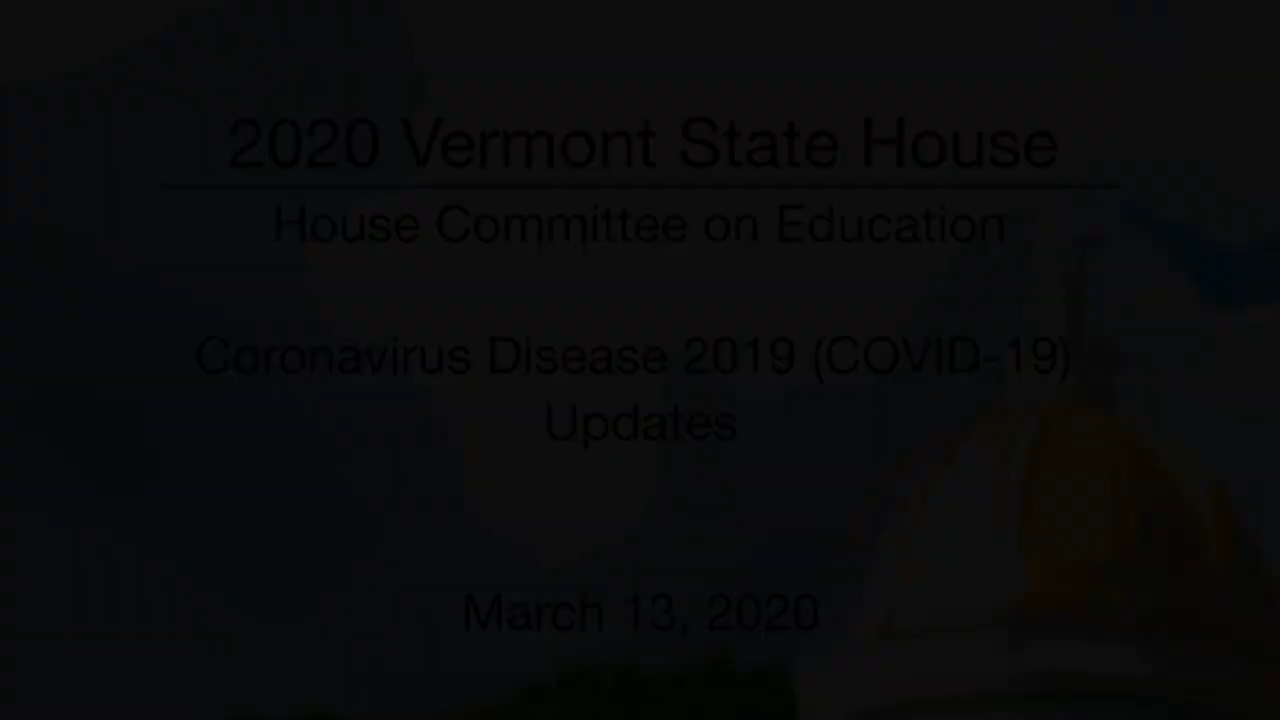 2020 Vermont State House
House Committee on Education
Coronavirus Disease 2019 (COVID-19)
Updates
March 13, 2020